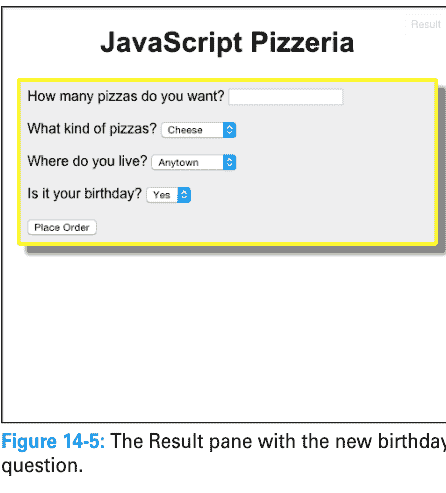 Result
JavaScript Pizzeria
How many pizzas do you want?
What kind of pizzas? Cheese
Where do you live? Anytown
Is it your birthday? Yes
Place Order
Figure 14-5: The Result pane with the new birthday
question.